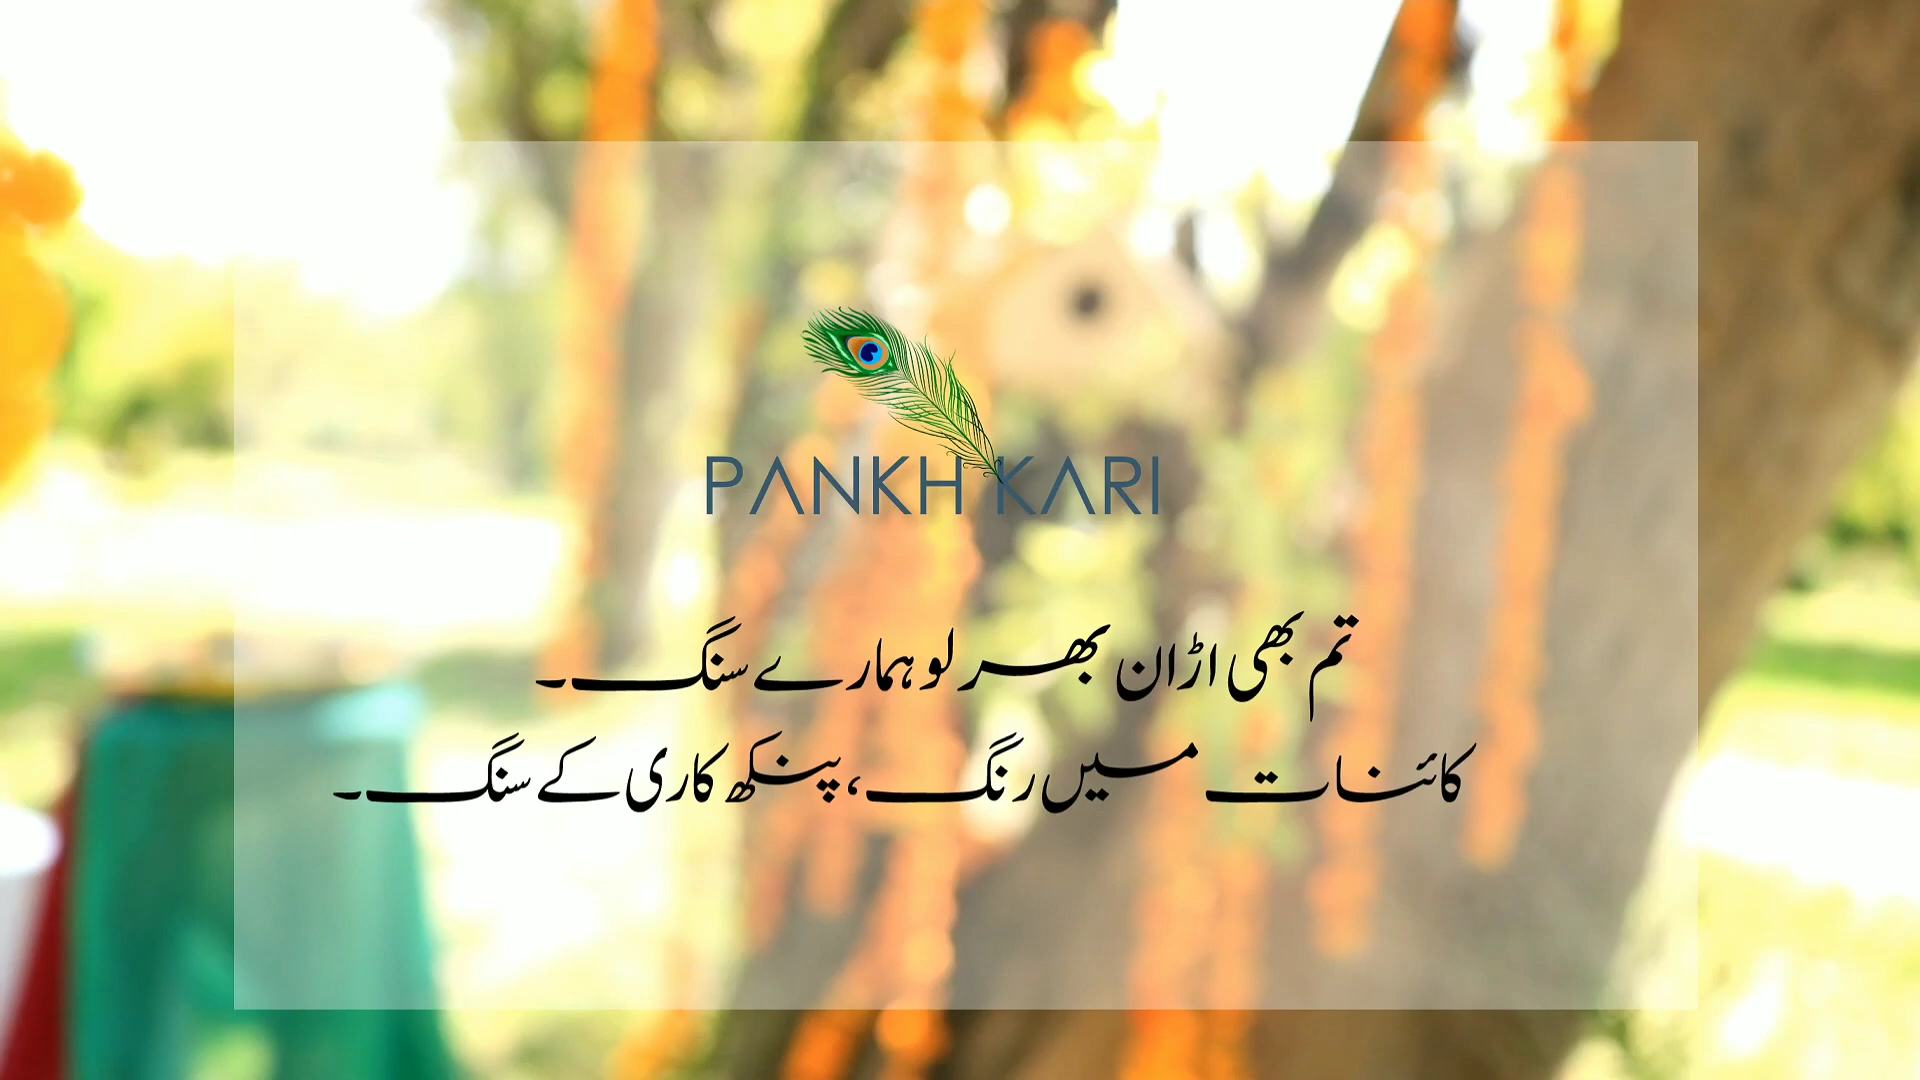 PANKH KARI
تم بھی اڑان بھر لو ہمارے سنگ۔
کائنات میں رنگ، پنکھ کاری کے سنگ۔